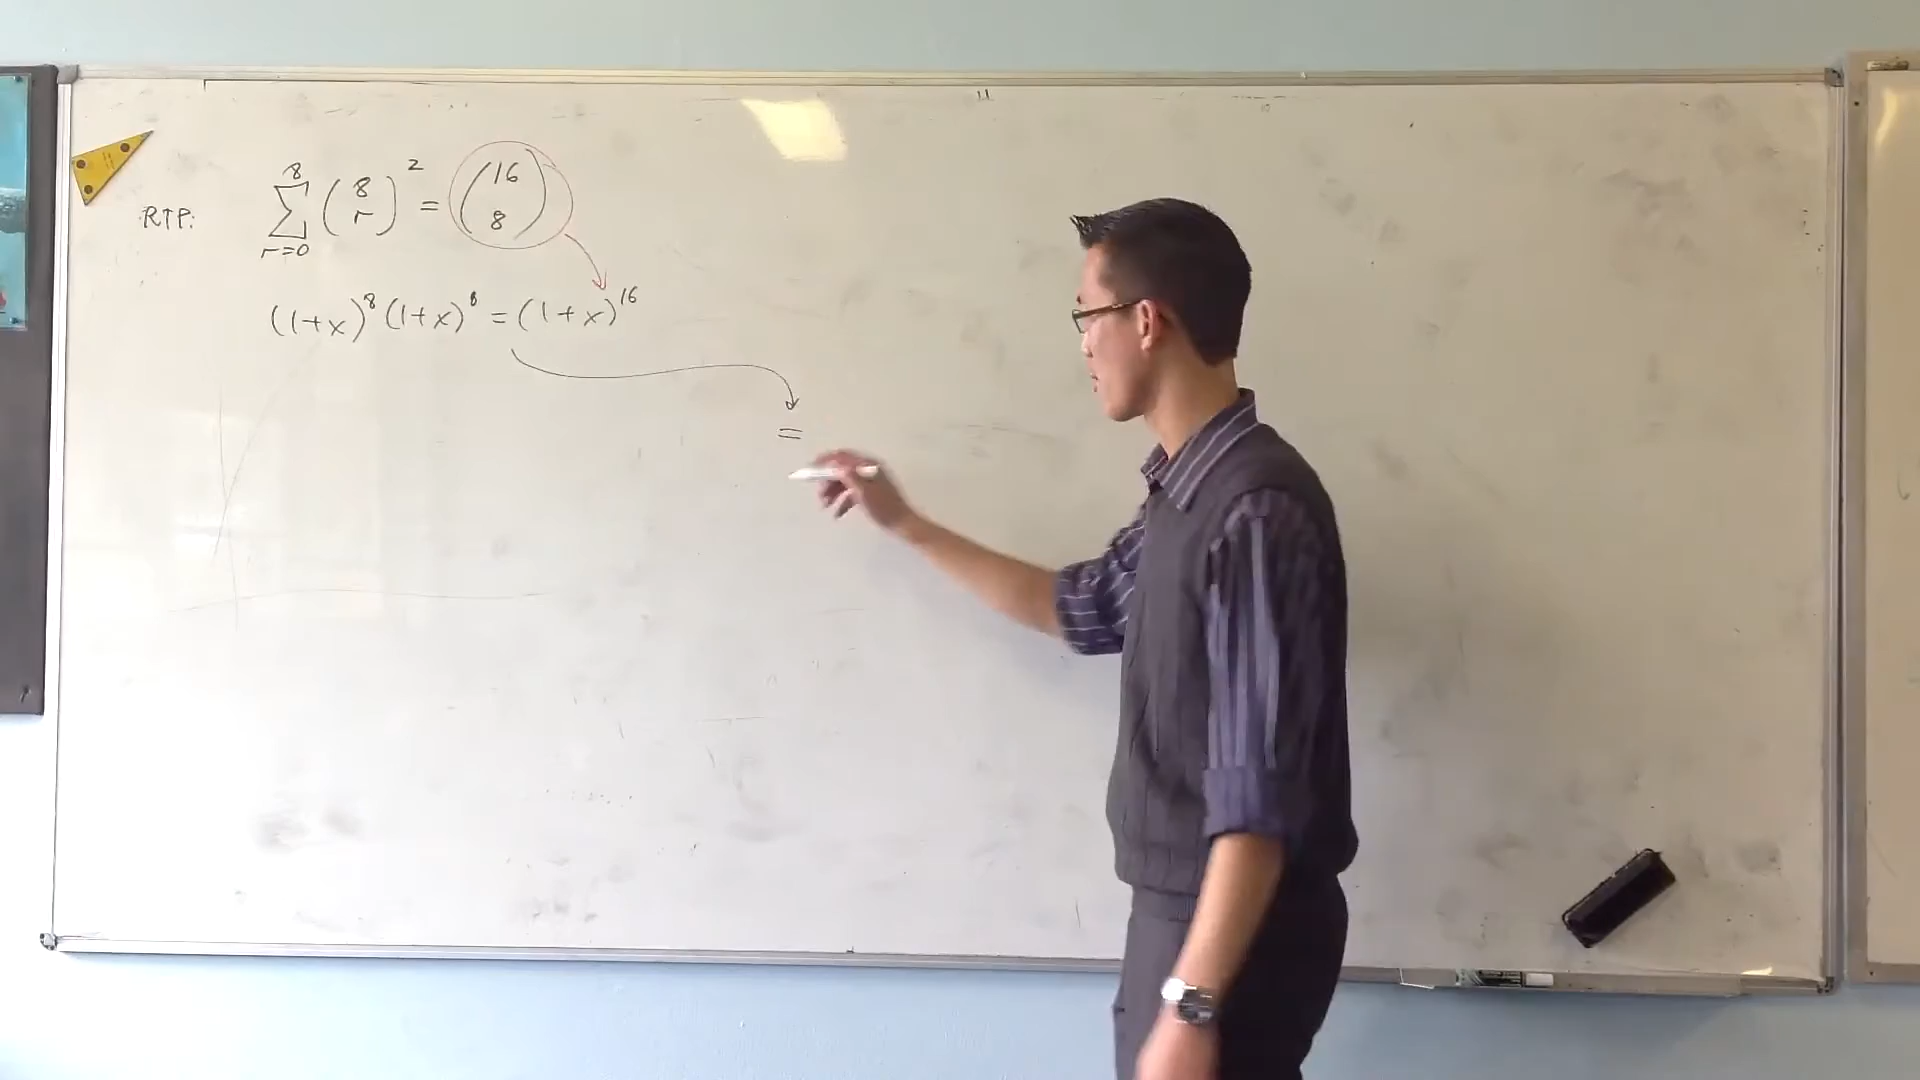 RTP: \sum_{r=0}^{8} \binom{8}{r}^2 = \binom{16}{8}
(1+x)^8 (1+x)^8 = (1+x)^{16}
=